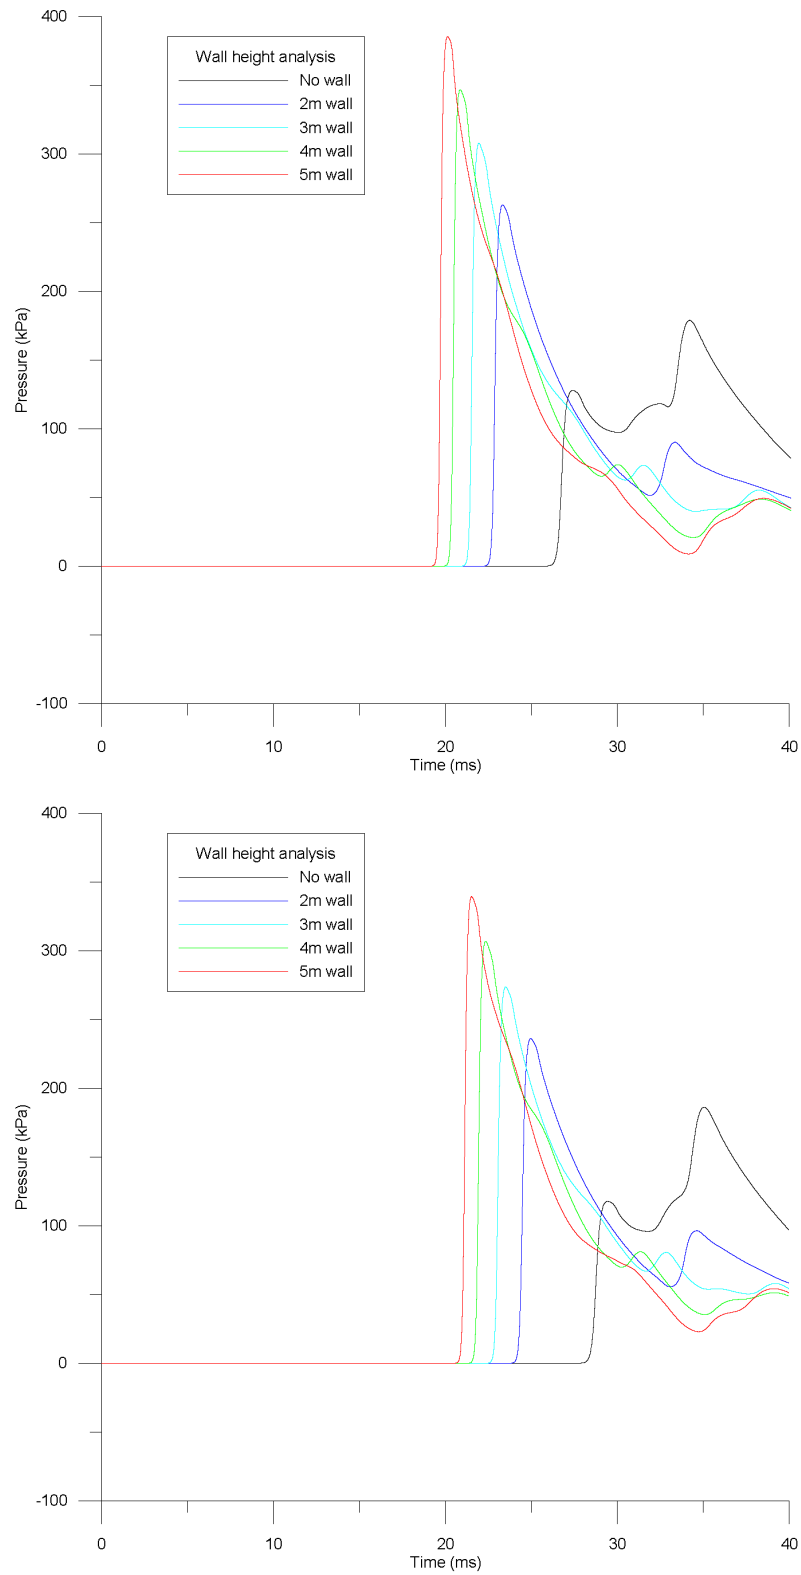 400
Wall height analysis
No wall
2m wall
3m wall
4m wall
5m wall
300
200
100
0
-100
Pressure (kPa)
0 10 20 30 40
Time (ms)
400
Wall height analysis
No wall
2m wall
3m wall
4m wall
5m wall
300
200
100
0
-100
Pressure (kPa)
0 10 20 30 40
Time (ms)